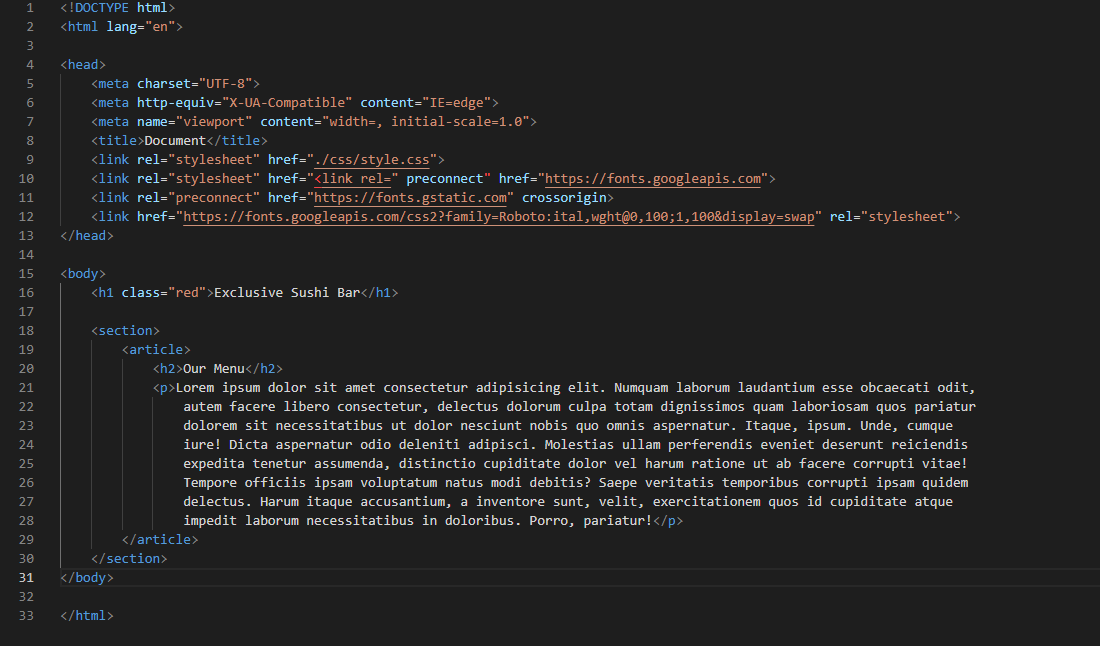 1 <!DOCTYPE html>
2 <html lang="en">
3
4 <head>
5     <meta charset="UTF-8">
6     <meta http-equiv="X-UA-Compatible" content="IE=edge">
7     <meta name="viewport" content="width=, initial-scale=1.0">
8     <title>Document</title>
9     <link rel="stylesheet" href="./css/style.css">
10     <link rel="stylesheet" href="<link rel=" preconnect" href="https://fonts.googleapis.com">
11     <link rel="preconnect" href="https://fonts.gstatic.com" crossorigin>
12     <link href="https://fonts.googleapis.com/css2?family=Roboto:ital,wght@0,100;1,100&display=swap" rel="stylesheet">
13 </head>
14
15 <body>
16     <h1 class="red">Exclusive Sushi Bar</h1>
17
18     <section>
19         <article>
20             <h2>Our Menu</h2>
21             <p>Lorem ipsum dolor sit amet consectetur adipisicing elit. Numquam laborum laudantium esse obcaecati odit,
22                 autem facere libero consectetur, delectus dolorum culpa totam dignissimos quam laboriosam quos pariatur
23                 dolorem sit necessitatibus ut dolor nesciunt nobis quo omnis aspernatur. Itaque, ipsum. Unde, cumque
24                 iure! Dicta aspernatur odio deleniti adipisci. Molestias ullam perferendis eveniet deserunt reiciendis
25                 expedita tenetur assumenda, distinctio cupiditate dolor vel harum ratione ut ab facere corrupti vitae!
26                 Tempore officiis ipsam voluptatum natus modi debitis? Saepe veritatis temporibus corrupti ipsam quidem
27                 delectus. Harum itaque accusantium, a inventore sunt, velit, exercitationem quos id cupiditate atque
28                 impedit laborum necessitatibus in doloribus. Porro, pariatur!</p>
29         </article>
30     </section>
31 </body>
32
33 </html>